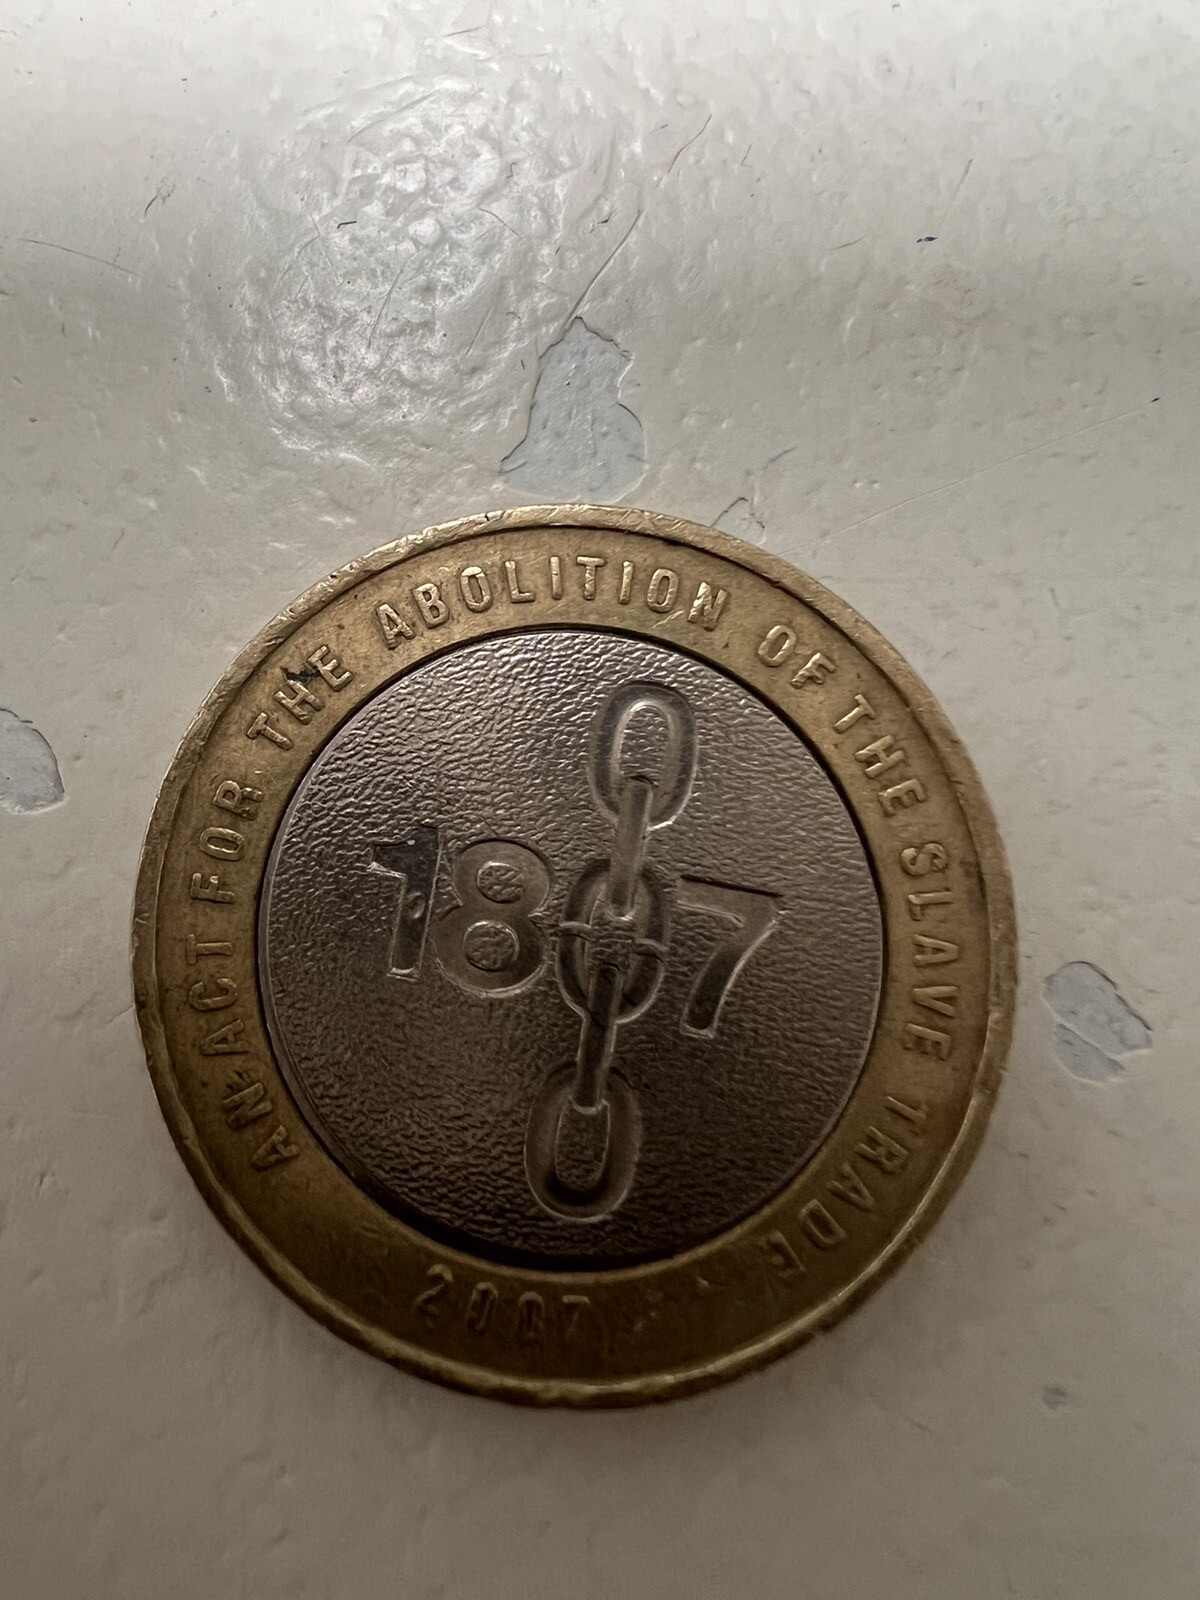 AN ACT FOR THE ABOLITION OF THE SLAVE TRADE
1807
2007